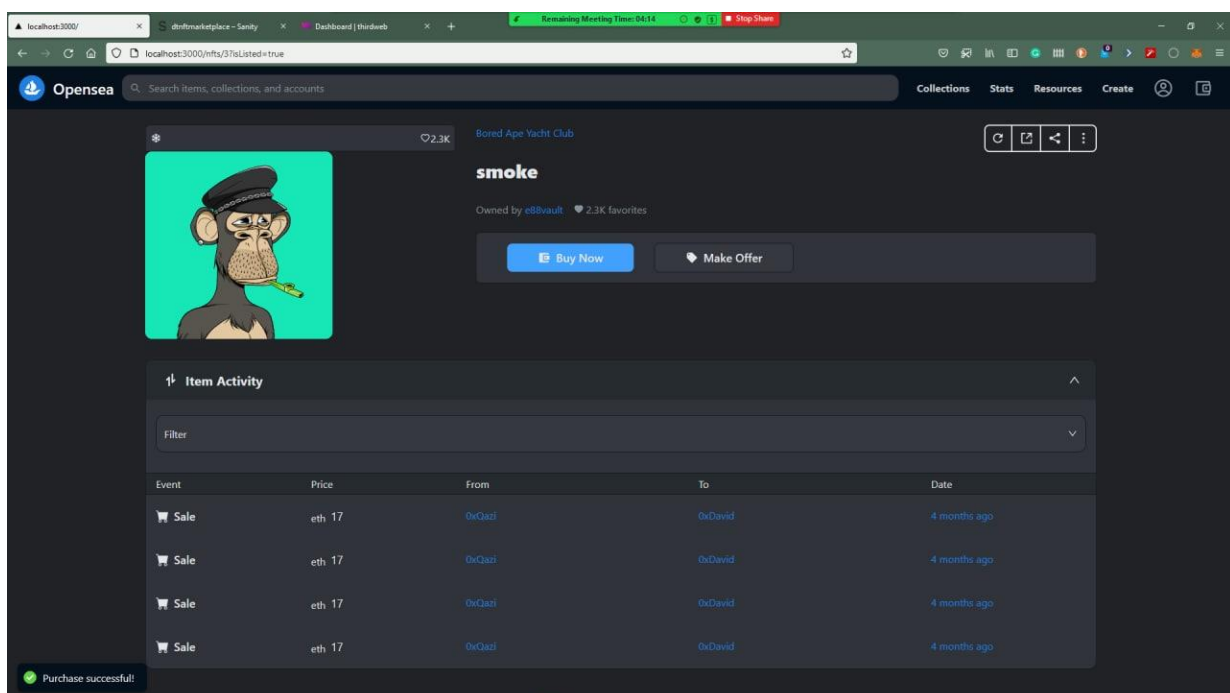 localhost:3000/
dtnftmarketplace – Sanity
Dashboard | thirdweb
Remaining Meeting Time: 04:14
Stop Share
localhost:3000/nfts/3?isListed=true
Opensea
Search items, collections, and accounts
Collections
Stats
Resources
Create
2.3K
Bored Ape Yacht Club
smoke
Owned by e88vault 2.3K favorites
Buy Now
Make Offer
Item Activity
Filter
Event Price From To Date
Sale eth 17 0xQazi 0xDavid 4 months ago
Sale eth 17 0xQazi 0xDavid 4 months ago
Sale eth 17 0xQazi 0xDavid 4 months ago
Sale eth 17 0xQazi 0xDavid 4 months ago
Purchase successful!